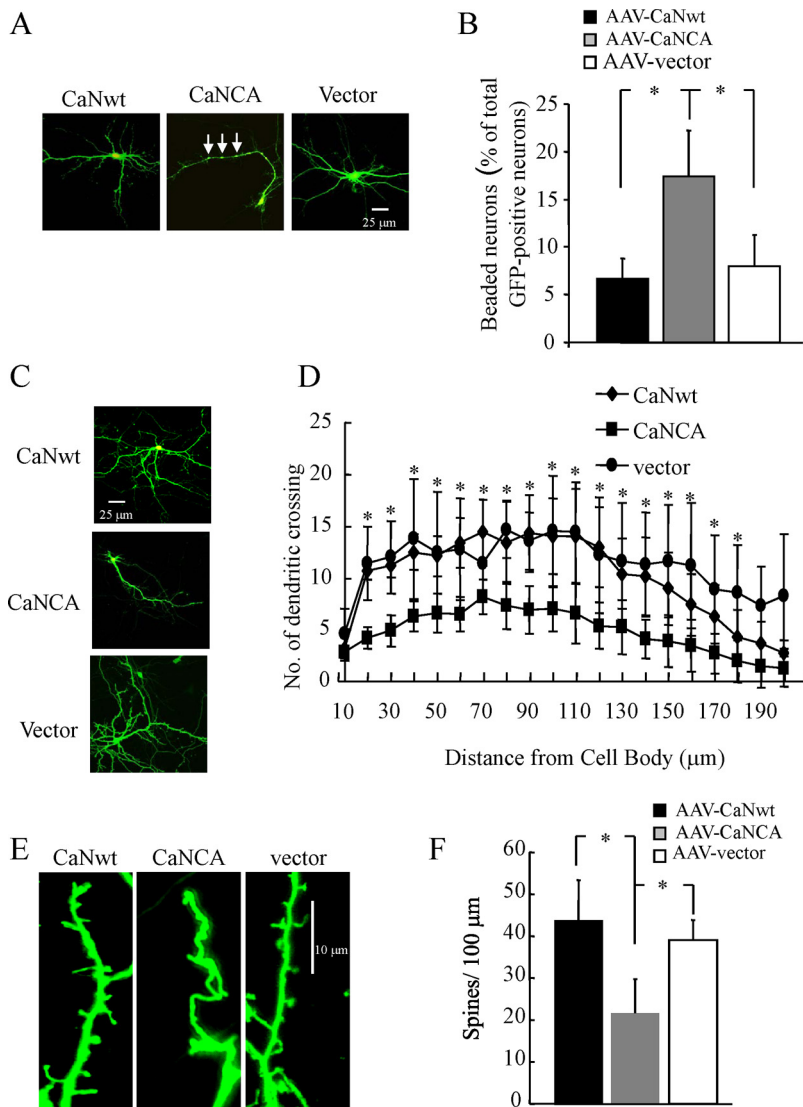 A
CaNwt CaNCA Vector
25 μm
B
AAV-CaNwt
AAV-CaNCA
AAV-vector
* *
Beaded neurons (% of total
GFP-positive neurons)
25
20
15
10
5
0
C
CaNwt
25 μm
CaNCA
Vector
D
CaNwt
CaNCA
vector
No. of dendritic crossing
25
20
15
10
5
0
* * * * * * * * * * * * * * * * *
10 30 50 70 90 110 130 150 170 190
Distance from Cell Body (μm)
E
CaNwt CaNCA vector
10 μm
F
AAV-CaNwt
AAV-CaNCA
AAV-vector
* *
Spines/ 100 μm
60
50
40
30
20
10
0